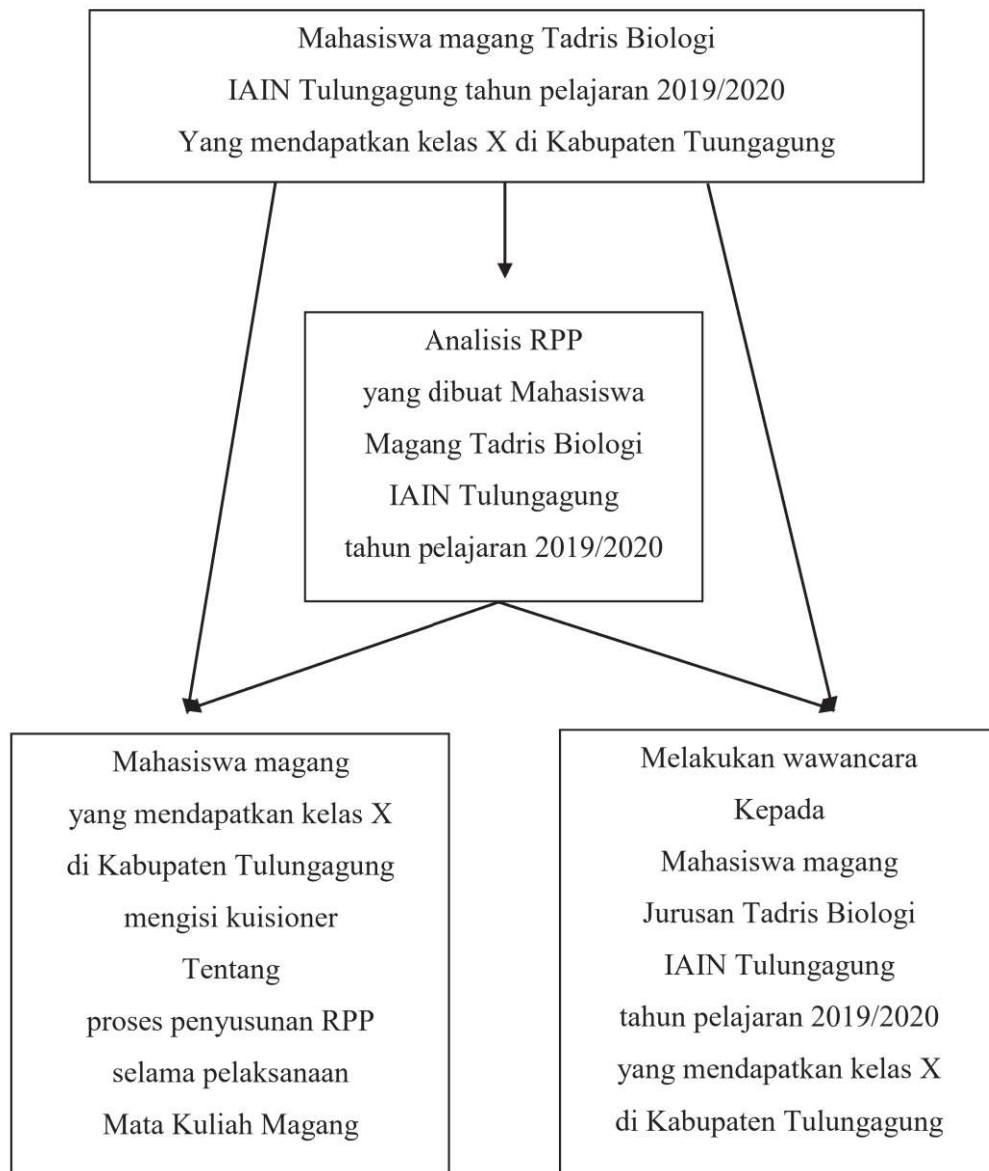 Mahasiswa magang Tadris Biologi
IAIN Tulungagung tahun pelajaran 2019/2020
Yang mendapatkan kelas X di Kabupaten Tuungagung
Analisis RPP
yang dibuat Mahasiswa
Magang Tadris Biologi
IAIN Tulungagung
tahun pelajaran 2019/2020
Mahasiswa magang
yang mendapatkan kelas X
di Kabupaten Tulungagung
mengisi kuisioner
Tentang
proses penyusunan RPP
selama pelaksanaan
Mata Kuliah Magang
Melakukan wawancara
Kepada
Mahasiswa magang
Jurusan Tadris Biologi
IAIN Tulungagung
tahun pelajaran 2019/2020
yang mendapatkan kelas X
di Kabupaten Tulungagung